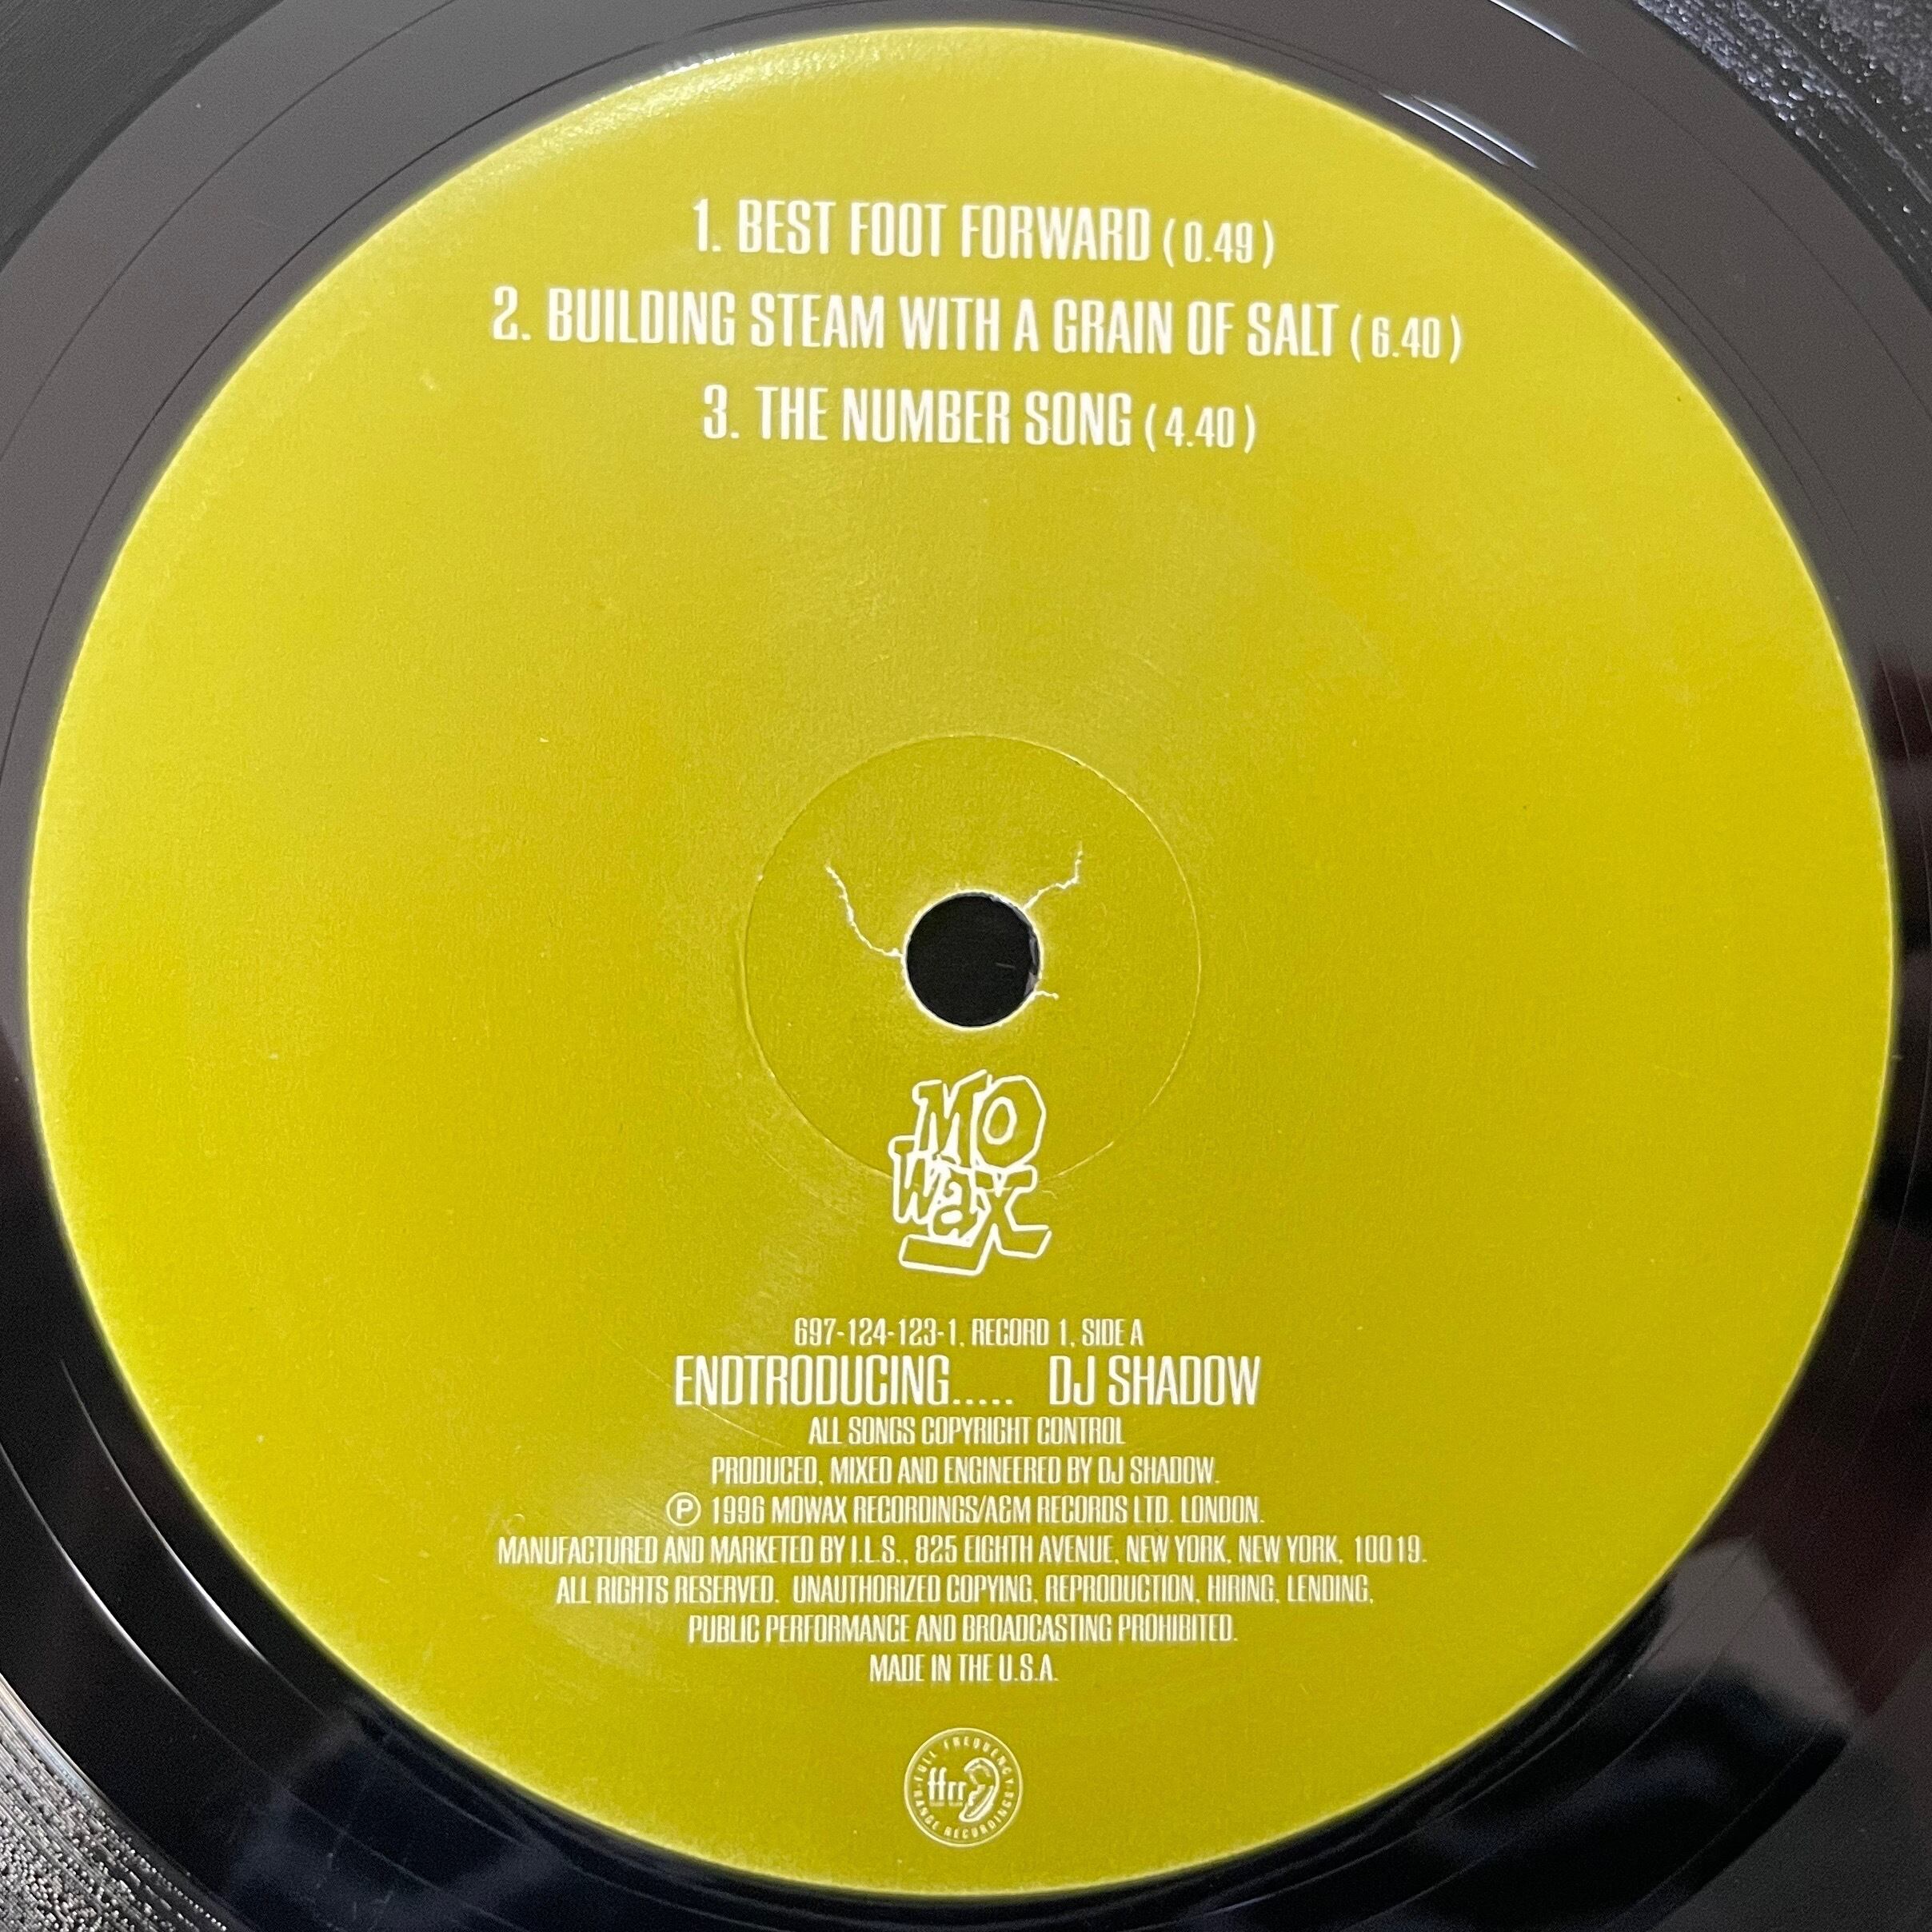 1. BEST FOOT FORWARD (0.49)
2. BUILDING STEAM WITH A GRAIN OF SALT (6.40)
3. THE NUMBER SONG (4.40)
MO
Wax
697-124-123-1, RECORD 1, SIDE A
ENDTRODUCING..... DJ SHADOW
ALL SONGS COPYRIGHT CONTROL
PRODUCED, MIXED AND ENGINEERED BY DJ SHADOW.
Ⓟ 1996 MOWAX RECORDINGS/A&M RECORDS LTD. LONDON.
MANUFACTURED AND MARKETED BY I.L.S., 825 EIGHTH AVENUE, NEW YORK, NEW YORK, 10019.
ALL RIGHTS RESERVED. UNAUTHORIZED COPYING, REPRODUCTION, HIRING, LENDING,
PUBLIC PERFORMANCE AND BROADCASTING PROHIBITED.
MADE IN THE U.S.A.
FULL FREQUENCY
ffrr
RANGE RECORDINGS